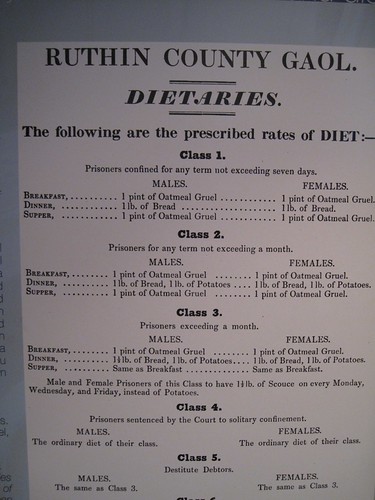 RUTHIN COUNTY GAOL.
DIETARIES.
The following are the prescribed rates of DIET:—
Class 1.
Prisoners confined for any term not exceeding seven days.
MALES. FEMALES.
BREAKFAST,.......... 1 pint of Oatmeal Gruel ............ 1 pint of Oatmeal Gruel.
DINNER, ............ 1 lb. of Bread .................... 1 lb. of Bread.
SUPPER, ............ 1 pint of Oatmeal Gruel ............ 1 pint of Oatmeal Gruel.
Class 2.
Prisoners for any term not exceeding a month.
MALES. FEMALES.
BREAKFAST,......... 1 pint of Oatmeal Gruel ........ 1 pint of Oatmeal Gruel.
DINNER, ........... 1 lb. of Bread, 1 lb. of Potatoes .... 1 lb. of Bread, 1 lb. of Potatoes.
SUPPER, ........... 1 pint of Oatmeal Gruel ........ 1 pint of Oatmeal Gruel.
Class 3.
Prisoners exceeding a month.
MALES. FEMALES.
BREAKFAST,......... 1 pint of Oatmeal Gruel ........ 1 pint of Oatmeal Gruel.
DINNER, .......... lb. of Bread, 1 lb. of Potatoes.... 1 lb. of Bread, 1 lb. of Potatoes.
SUPPER, .......... Same as Breakfast .............. Same as Breakfast.
Male and Female Prisoners of this Class to have lb. of Scouce on every Monday,
Wednesday, and Friday, instead of Potatoes.
Class 4.
Prisoners sentenced by the Court to solitary confinement.
MALES. FEMALES.
The ordinary diet of their class. The ordinary diet of their class.
Class 5.
Destitute Debtors.
MALES. FEMALES.
The same as Class 3. The same as Class 3.